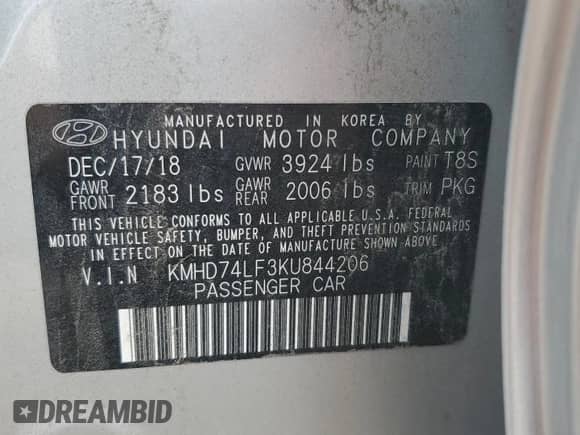 MANUFACTURED IN KOREA BY
HYUNDAI MOTOR COMPANY
DEC/17/18 GVWR 3924 lbs PAINT T8S
GAWR FRONT 2183 lbs GAWR REAR 2006 lbs TRIM PKG
THIS VEHICLE CONFORMS TO ALL APPLICABLE U.S.A. FEDERAL
MOTOR VEHICLE SAFETY, BUMPER, AND THEFT PREVENTION STANDARDS
IN EFFECT ON THE DATE OF MANUFACTURE SHOWN ABOVE.
V.I.N KMHD74LF3KU844206
PASSENGER CAR
DREAMBID